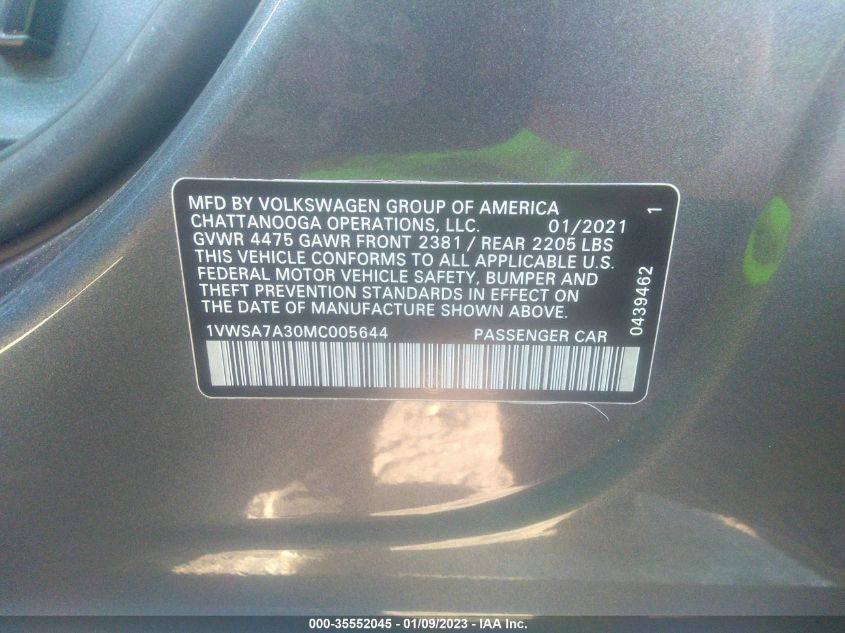 MFD BY VOLKSWAGEN GROUP OF AMERICA
CHATTANOOGA OPERATIONS, LLC. 01/2021 1
GVWR 4475 GAWR FRONT 2381 / REAR 2205 LBS
THIS VEHICLE CONFORMS TO ALL APPLICABLE U.S.
FEDERAL MOTOR VEHICLE SAFETY, BUMPER AND
THEFT PREVENTION STANDARDS IN EFFECT ON
THE DATE OF MANUFACTURE SHOWN ABOVE.
0439462
1VWSA7A30MC005644 PASSENGER CAR
000-35552045 - 01/09/2023 - IAA Inc.